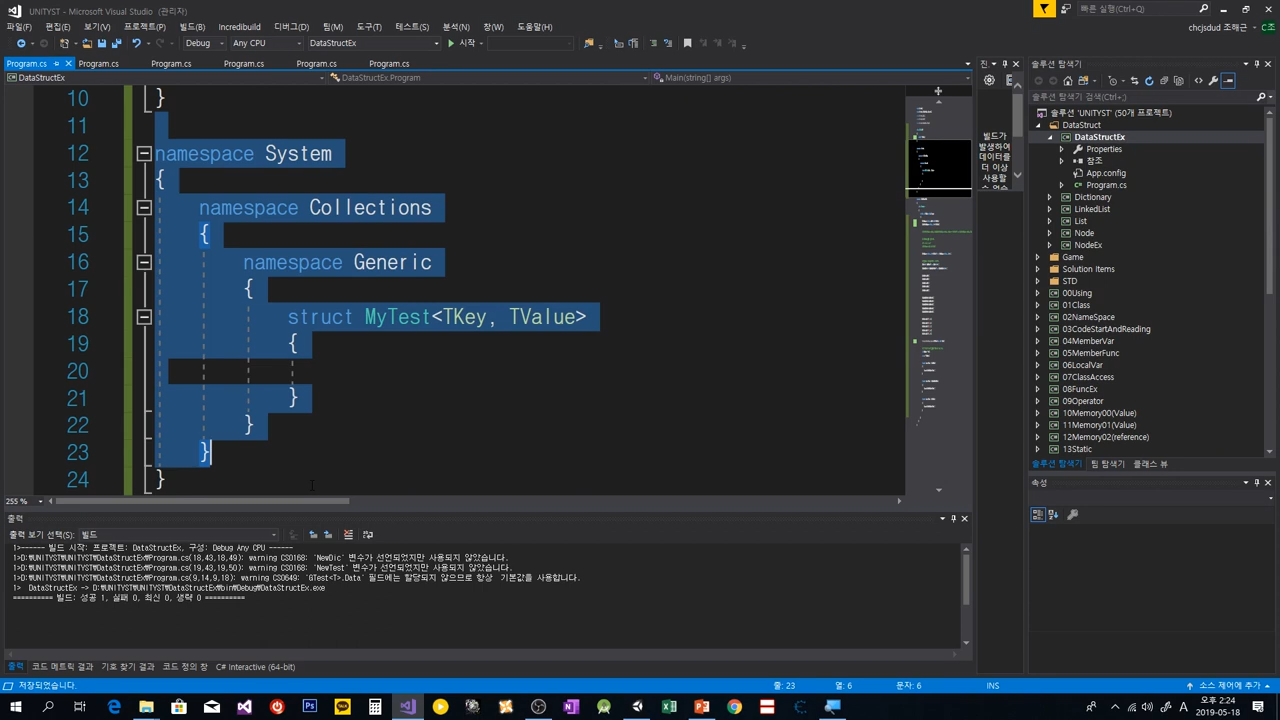 UNITYST - Microsoft Visual Studio (관리자)
빠른 실행(Ctrl+Q)
파일(F) 편집(E) 보기(V) 프로젝트(P) 빌드(B) Incredibuild 디버그(D) 팀(M) 도구(T) 테스트(S) 분석(N) 창(W) 도움말(H)
chcjsdud 조해근
Debug Any CPU DataStructEx 시작
Program.cs Program.cs Program.cs Program.cs Program.cs Program.cs
DataStructEx DataStructEx.Program Main(string[] args)
10 }
11
12 namespace System
13 {
14 namespace Collections
15 {
16 namespace Generic
17 {
18 struct MyTest<TKey, TValue>
19 {
20
21 }
22 }
23 }
24 }
255 %
진
빌드가
발생하여
데이터를
더 이상
사용할
솔루션 탐색기
솔루션 탐색기 검색(Ctrl+;)
솔루션 'UNITYST' (50개 프로젝트)
DataStruct
DataStructEx
Properties
참조
App.config
Program.cs
Dictionary
LinkedList
List
Node
NodeEx
Game
Solution Items
STD
00Using
01Class
02NameSpace
03CodeStartAndReading
04MemberVar
05MemberFunc
06LocalVar
07ClassAccess
08FuncEx
09Operator
10Memory00(Value)
11Memory01(Value)
12Memory02(reference)
13Static
솔루션 탐색기 팀 탐색기 클래스 뷰
속성
출력
출력 보기 선택(S): 빌드
1>------ 빌드 시작: 프로젝트: DataStructEx, 구성: Debug Any CPU ------
1>D:\UNITYST\UNITYST\DataStructEx\Program.cs(18,43,18,49): warning CS0168: 'NewDic' 변수가 선언되었지만 사용되지 않았습니다.
1>D:\UNITYST\UNITYST\DataStructEx\Program.cs(19,43,19,50): warning CS0168: 'NewTest' 변수가 선언되었지만 사용되지 않았습니다.
1>D:\UNITYST\UNITYST\DataStructEx\Program.cs(9,14,9,18): warning CS0649: 'GTest<T>.Data' 필드에는 할당되지 않으므로 항상 기본값을 사용합니다.
1> DataStructEx -> D:\UNITYST\UNITYST\DataStructEx\bin\Debug\DataStructEx.exe
========== 빌드: 성공 1, 실패 0, 최신 0, 생략 0 ==========
출력 코드 메트릭 결과 기호 찾기 결과 코드 정의 창 C# Interactive (64-bit)
저장되었습니다.
줄: 23 열: 6 문자: 6 INS
소스 제어에 추가
오후 2:24
2019-05-18